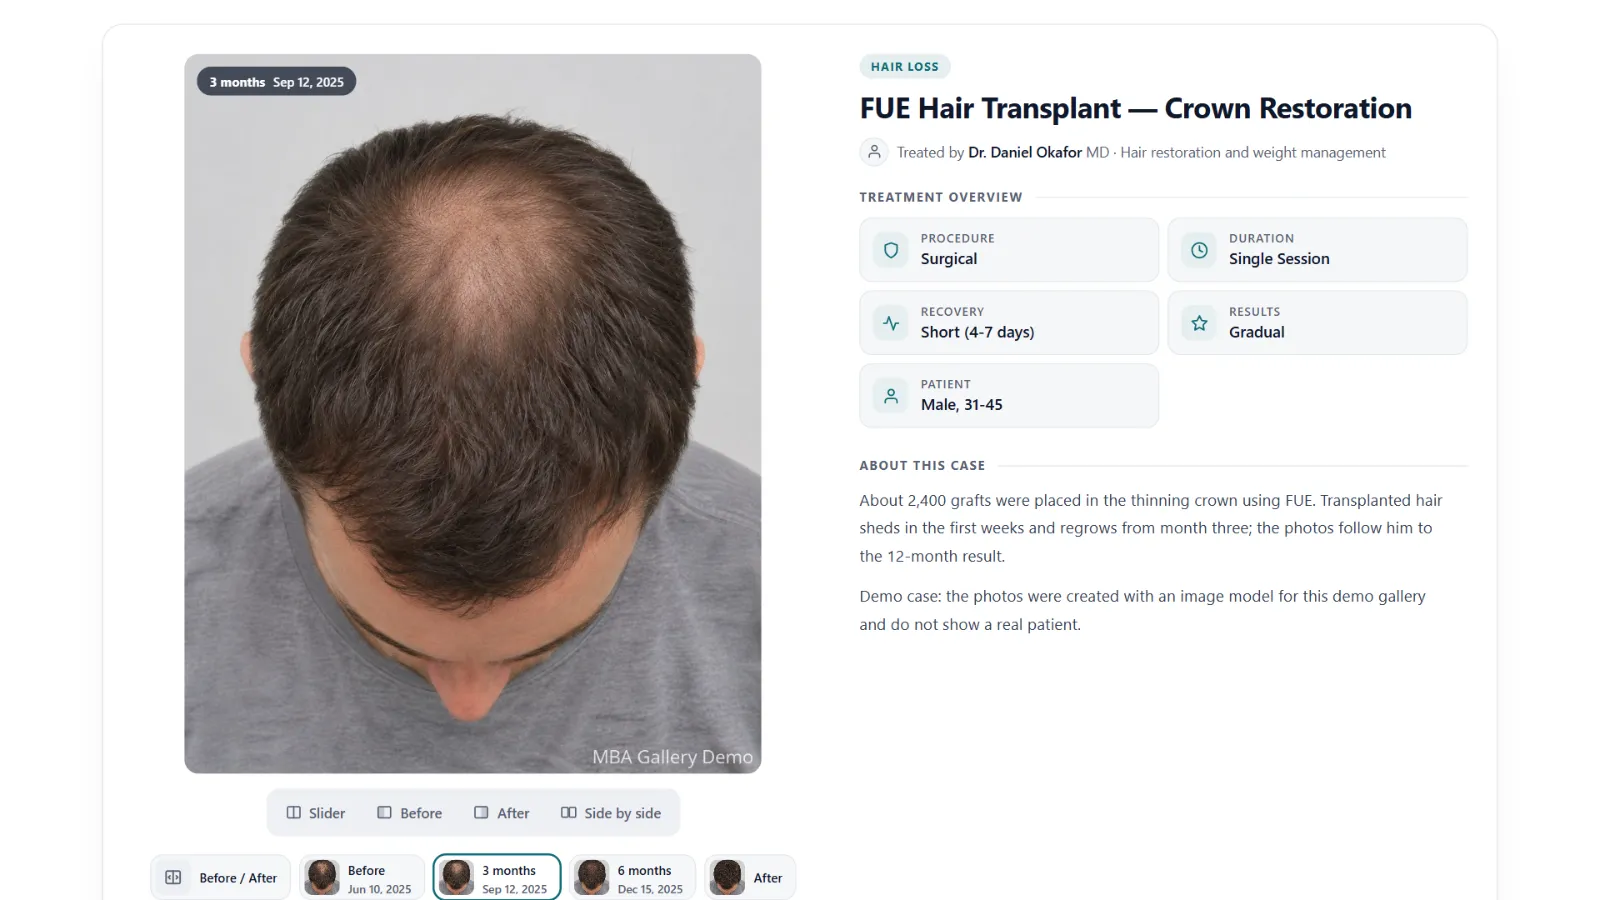 3 months Sep 12, 2025
MBA Gallery Demo
Slider
Before
After
Side by side
Before / After
Before
Jun 10, 2025
3 months
Sep 12, 2025
6 months
Dec 15, 2025
After
HAIR LOSS
FUE Hair Transplant — Crown Restoration
Treated by Dr. Daniel Okafor MD · Hair restoration and weight management
TREATMENT OVERVIEW
PROCEDURE
Surgical
DURATION
Single Session
RECOVERY
Short (4-7 days)
RESULTS
Gradual
PATIENT
Male, 31-45
ABOUT THIS CASE
About 2,400 grafts were placed in the thinning crown using FUE. Transplanted hair
sheds in the first weeks and regrows from month three; the photos follow him to
the 12-month result.
Demo case: the photos were created with an image model for this demo gallery
and do not show a real patient.